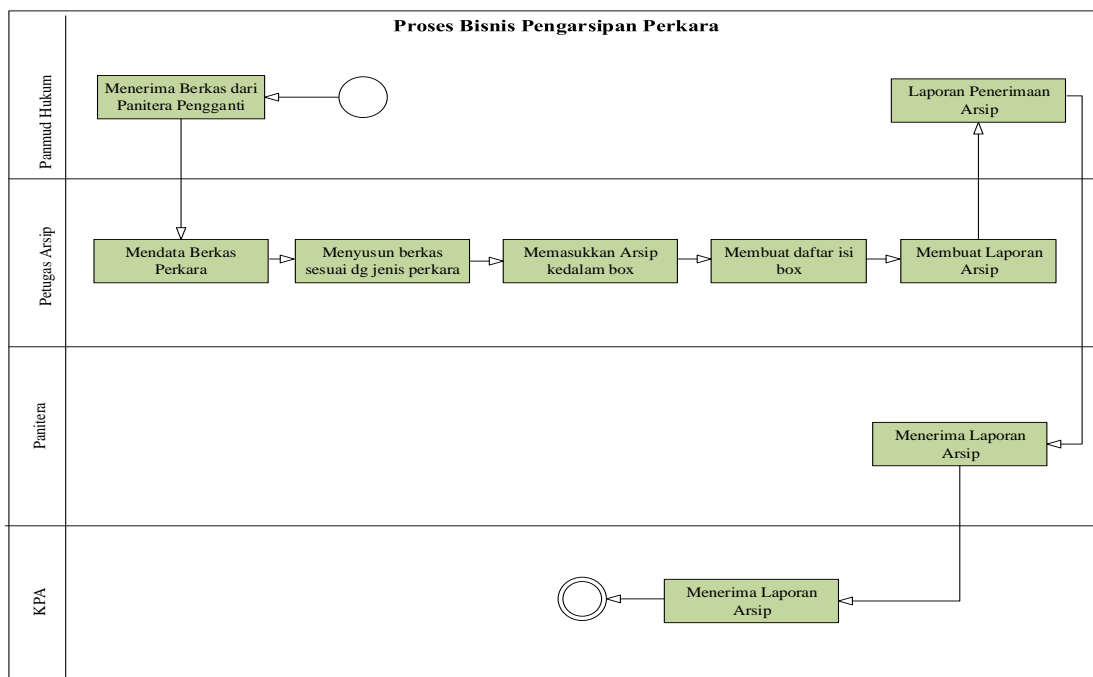 Proses Bisnis Pengarsipan Perkara
Panmud Hukum
Menerima Berkas dari
Panitera Pengganti
Laporan Penerimaan
Arsip
Petugas Arsip
Mendata Berkas
Perkara
Menyusun berkas
sesuai dg jenis perkara
Memasukkan Arsip
kedalam box
Membuat daftar isi
box
Membuat Laporan
Arsip
Panitera
Menerima Laporan
Arsip
KPA
Menerima Laporan
Arsip